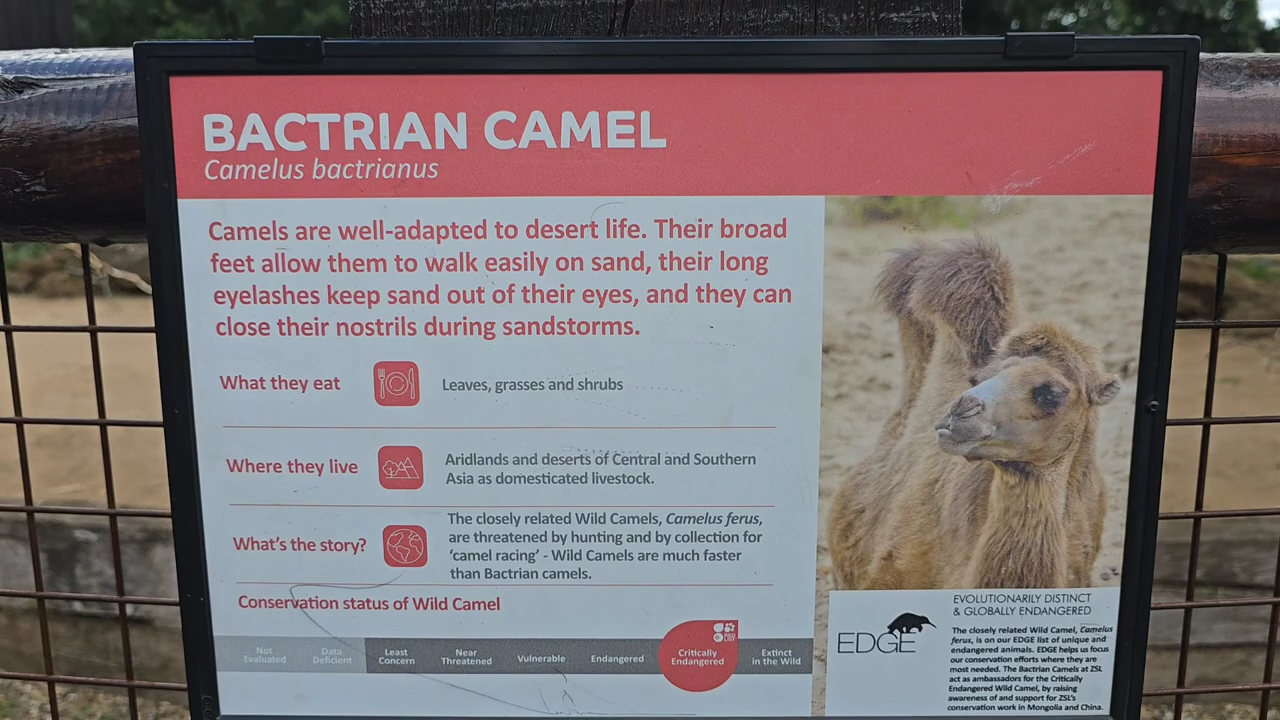 BACTRIAN CAMEL
Camelus bactrianus
Camels are well-adapted to desert life. Their broad
feet allow them to walk easily on sand, their long
eyelashes keep sand out of their eyes, and they can
close their nostrils during sandstorms.
What they eat
Leaves, grasses and shrubs
Where they live
Aridlands and deserts of Central and Southern
Asia as domesticated livestock.
What's the story?
The closely related Wild Camels, Camelus ferus,
are threatened by hunting and by collection for
'camel racing' - Wild Camels are much faster
than Bactrian camels.
Conservation status of Wild Camel
Not
Evaluated
Data
Deficient
Least
Concern
Near
Threatened
Vulnerable
Endangered
Critically
Endangered
Extinct
in the Wild
EDGE
EVOLUTIONARILY DISTINCT
& GLOBALLY ENDANGERED
The closely related Wild Camel, Camelus
ferus, is on our EDGE list of unique and
endangered animals. EDGE helps us focus
our conservation efforts where they are
most needed. The Bactrian Camels at ZSL
act as ambassadors for the Critically
Endangered Wild Camel, by raising
awareness of and support for ZSL's
conservation work in Mongolia and China.